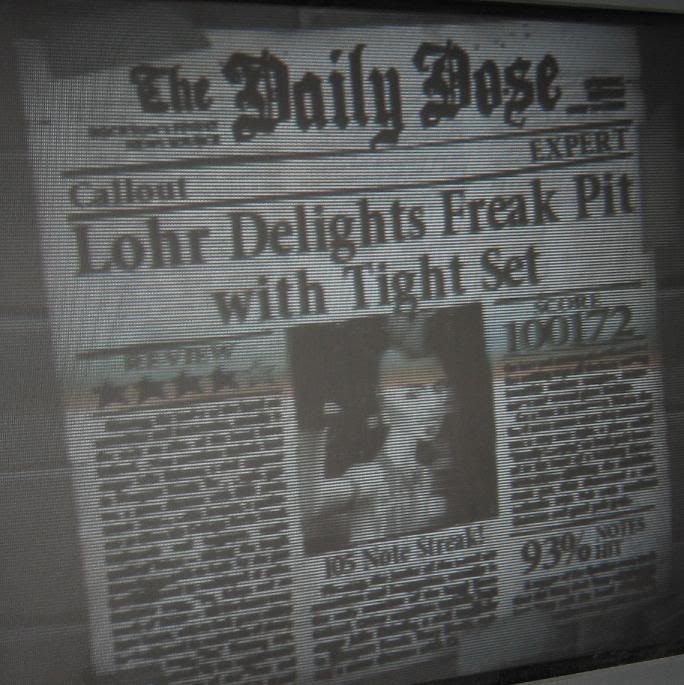 The Daily Dose
EXPERT
Callout
Lohr Delights Freak Pit
with Tight Set
REVIEW
SCORE
100172
105 Note Streak!
93% NOTES
HIT